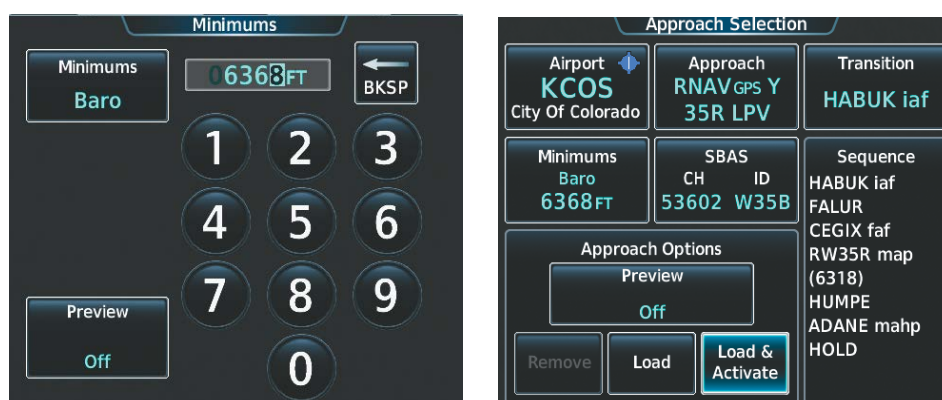 Minimums
Minimums
Baro
06368FT
BKSP
1 2 3
4 5 6
7 8 9
0
Preview
Off
Approach Selection
Airport
KCOS
City Of Colorado
Approach
RNAV GPS Y
35R LPV
Transition
HABUK iaf
Minimums
Baro
6368FT
SBAS
CH ID
53602 W35B
Sequence
HABUK iaf
FALUR
CEGIX faf
RW35R map
(6318)
HUMPE
ADANE mahp
HOLD
Approach Options
Preview
Off
Remove
Load
Load &
Activate